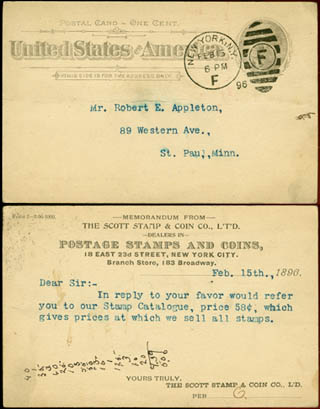 POSTAL CARD — ONE CENT.
United States of America
THIS SIDE IS FOR THE ADDRESS ONLY.
NEW YORK, N.Y.
FEB 15
6 PM
F
96
F
Mr. Robert E. Appleton,
89 Western Ave.,
St. Paul,,Minn.
MEMORANDUM FROM
THE SCOTT STAMP & COIN CO., L'T'D.
DEALERS IN
POSTAGE STAMPS AND COINS,
18 EAST 23d STREET, NEW YORK CITY.
Branch Store, 183 Broadway.
Feb. 15th., 1896.
Dear Sir:-
In reply to your favor would refer
you to our Stamp Catalogue, price 58¢, which
gives prices at which we sell all stamps.
YOURS TRULY,
THE SCOTT STAMP & COIN CO., L'T'D
PER